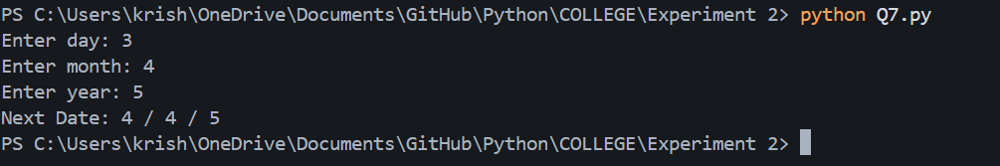 PS C:\Users\krish\OneDrive\Documents\GitHub\Python\COLLEGE\Experiment 2> python Q7.py
Enter day: 3
Enter month: 4
Enter year: 5
Next Date: 4 / 4 / 5
PS C:\Users\krish\OneDrive\Documents\GitHub\Python\COLLEGE\Experiment 2>